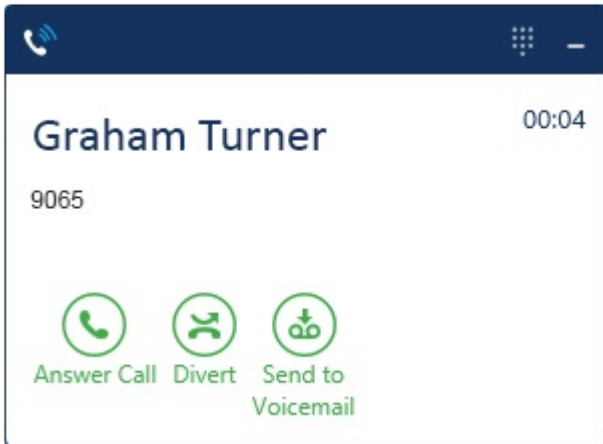 Graham Turner
00:04
9065
Answer Call
Divert
Send to
Voicemail